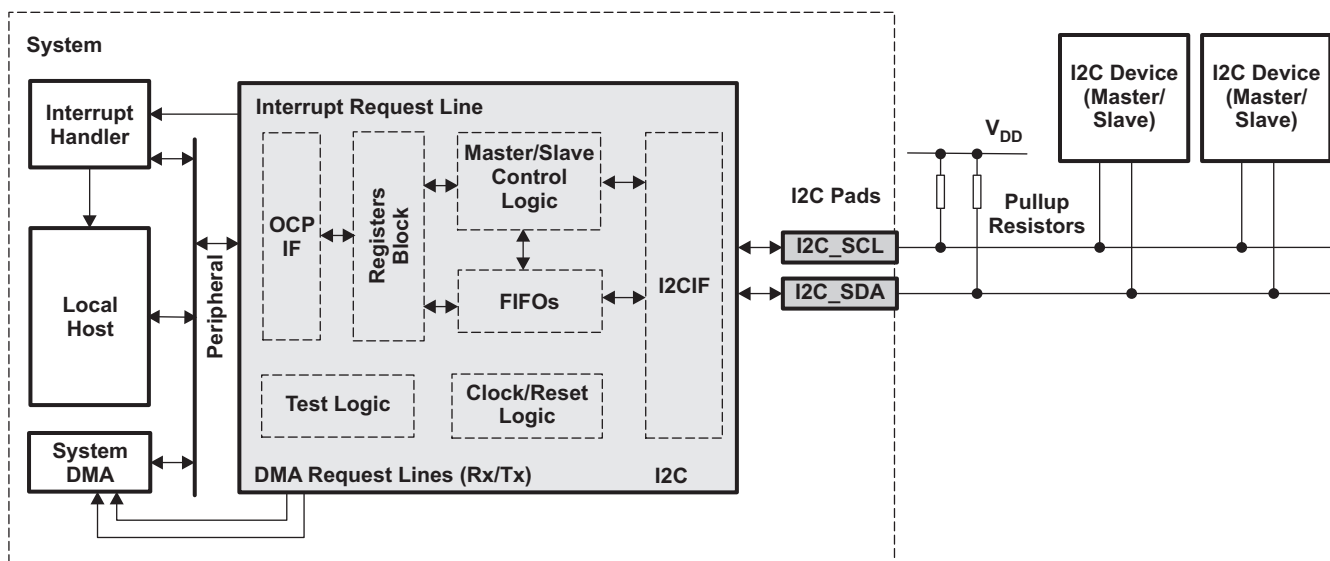 System
Interrupt
Handler
Local
Host
System
DMA
Peripheral
Interrupt Request Line
OCP
IF
Registers
Block
Master/Slave
Control
Logic
FIFOs
I2CIF
Test Logic
Clock/Reset
Logic
DMA Request Lines (Rx/Tx)
I2C
I2C Pads
I2C_SCL
I2C_SDA
VDD
Pullup
Resistors
I2C Device
(Master/
Slave)
I2C Device
(Master/
Slave)